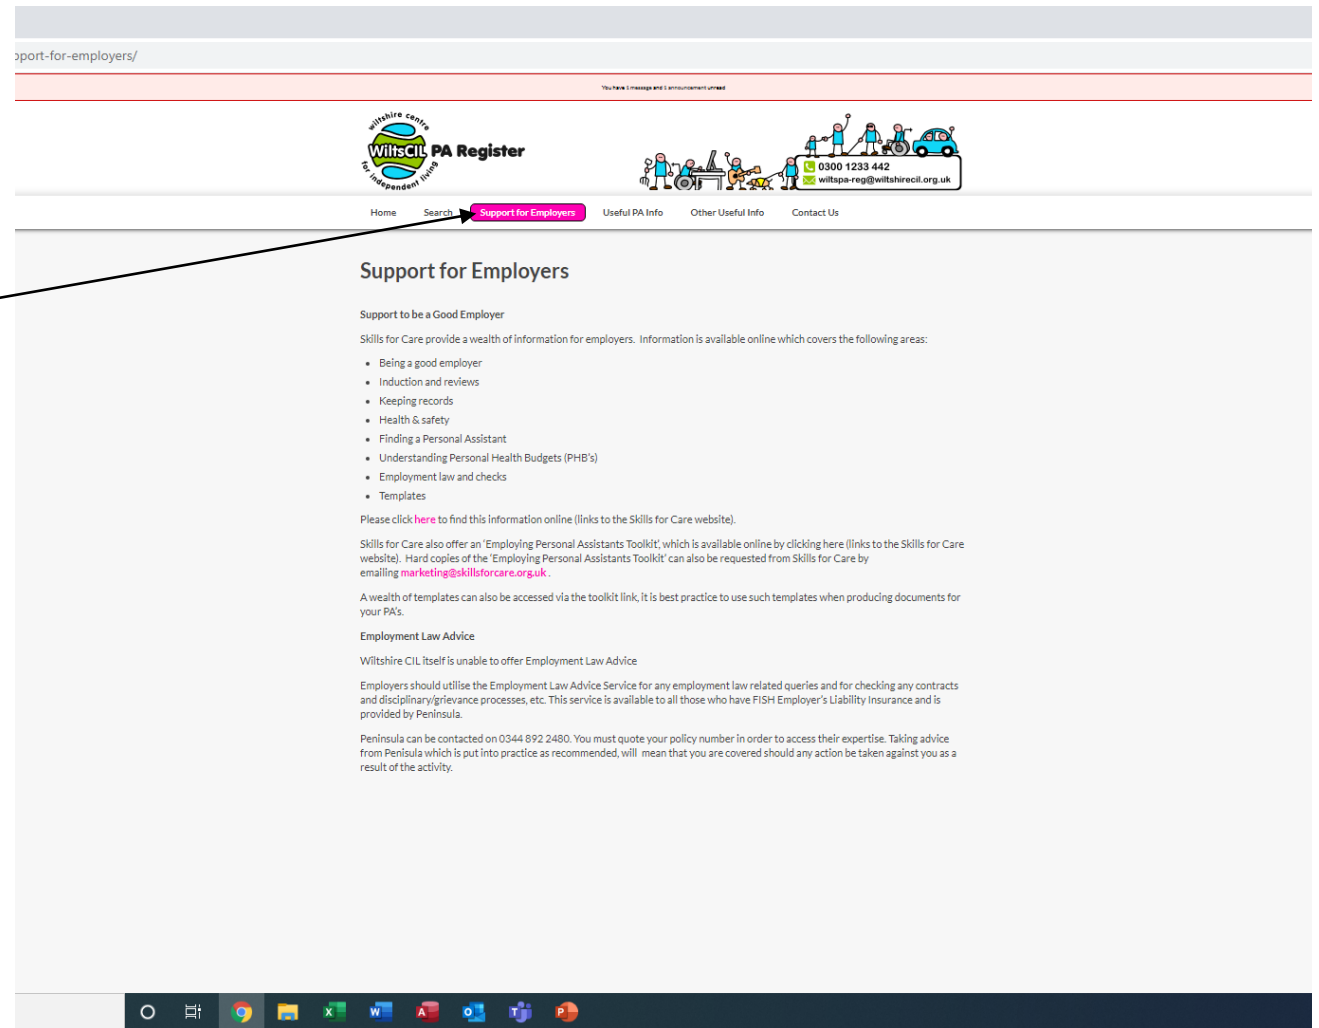 pport-for-employers/
You have 1 message and 1 announcement unread
wiltshire centre
WiltsCIL PA Register
for independent living
0300 1233 442
wiltspa-reg@wiltshirecil.org.uk
Home Search Support for Employers Useful PA Info Other Useful Info Contact Us
Support for Employers
Support to be a Good Employer
Skills for Care provide a wealth of information for employers. Information is available online which covers the following areas:
• Being a good employer
• Induction and reviews
• Keeping records
• Health & safety
• Finding a Personal Assistant
• Understanding Personal Health Budgets (PHB's)
• Employment law and checks
• Templates
Please click here to find this information online (links to the Skills for Care website).
Skills for Care also offer an 'Employing Personal Assistants Toolkit', which is available online by clicking here (links to the Skills for Care
website). Hard copies of the 'Employing Personal Assistants Toolkit' can also be requested from Skills for Care by
emailing marketing@skillsforcare.org.uk .
A wealth of templates can also be accessed via the toolkit link, it is best practice to use such templates when producing documents for
your PA's.
Employment Law Advice
Wiltshire CIL itself is unable to offer Employment Law Advice
Employers should utilise the Employment Law Advice Service for any employment law related queries and for checking any contracts
and disciplinary/grievance processes, etc. This service is available to all those who have FISH Employer's Liability Insurance and is
provided by Peninsula.
Peninsula can be contacted on 0344 892 2480. You must quote your policy number in order to access their expertise. Taking advice
from Penisula which is put into practice as recommended, will mean that you are covered should any action be taken against you as a
result of the activity.